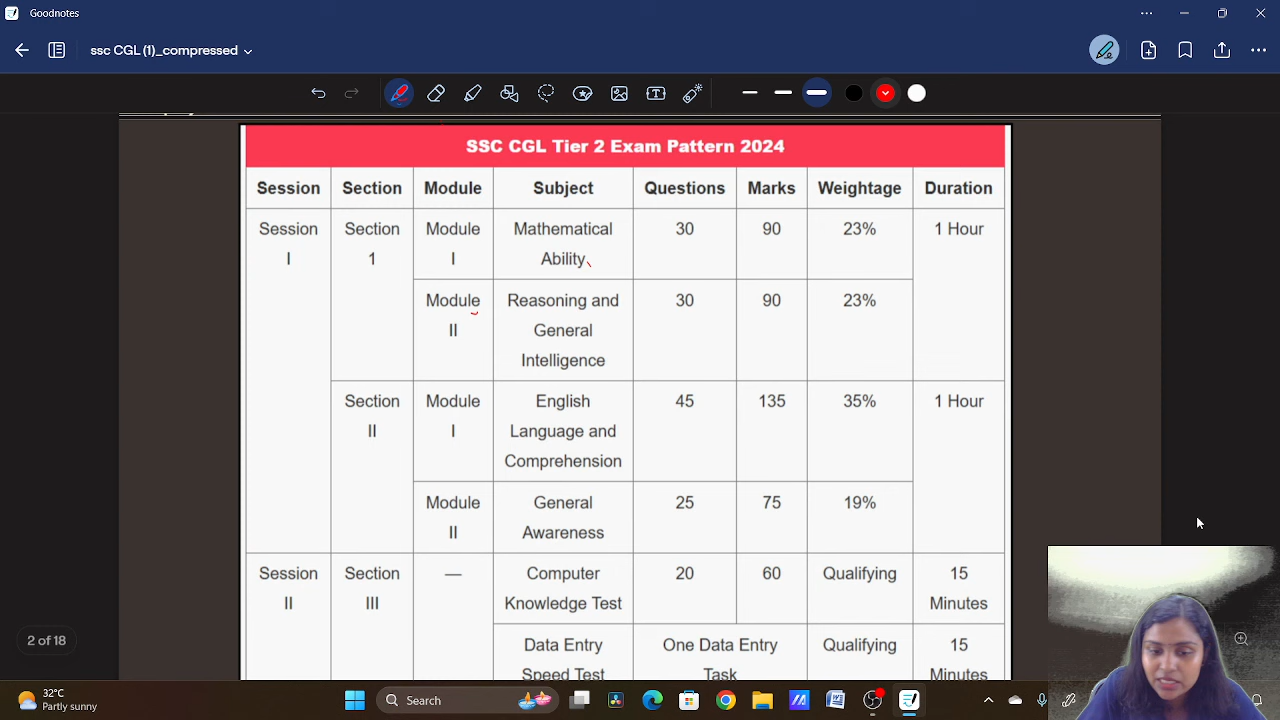 Goodnotes
ssc CGL (1)_compressed
SSC CGL Tier 2 Exam Pattern 2024
Session Section Module Subject Questions Marks Weightage Duration
Session Section Module Mathematical 30 90 23% 1 Hour
I 1 I Ability
Module Reasoning and 30 90 23%
II General
Intelligence
Section Module English 45 135 35% 1 Hour
II I Language and
Comprehension
Module General 25 75 19%
II Awareness
Session Section — Computer 20 60 Qualifying 15
II III Knowledge Test Minutes
Data Entry One Data Entry Qualifying 15
Speed Test Task Minutes
2 of 18
32°C
Partly sunny
Search